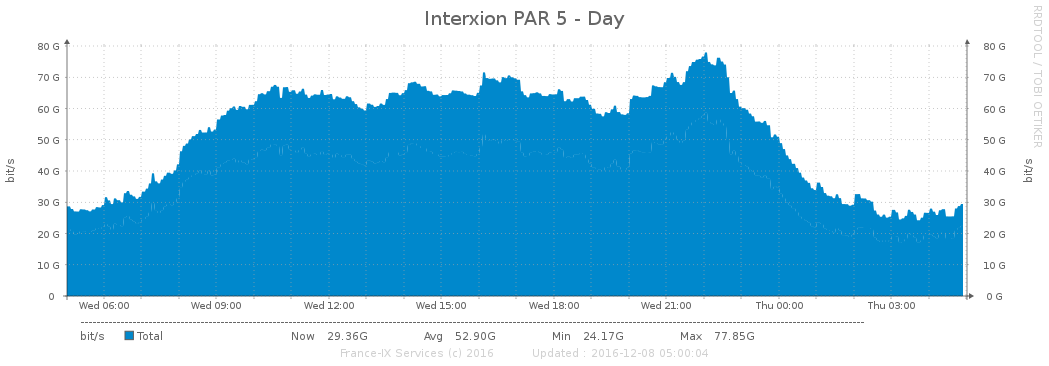 Interxion PAR 5 - Day
RRDTOOL / TOBI OETIKER
80 G 80 G
70 G 70 G
60 G 60 G
50 G 50 G
40 G 40 G
30 G 30 G
20 G 20 G
10 G 10 G
0 0 G
bit/s
bit/s
Wed 06:00 Wed 09:00 Wed 12:00 Wed 15:00 Wed 18:00 Wed 21:00 Thu 00:00 Thu 03:00
bit/s Total Now 29.36G Avg 52.90G Min 24.17G Max 77.85G
France-IX Services (c) 2016 Updated : 2016-12-08 05:00:04